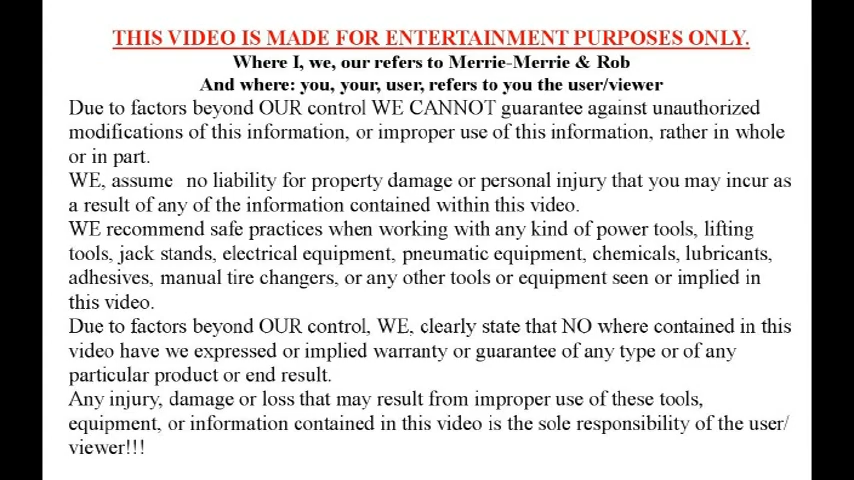 THIS VIDEO IS MADE FOR ENTERTAINMENT PURPOSES ONLY.
Where I, we, our refers to Merrie-Merrie & Rob
And where: you, your, user, refers to you the user/viewer
Due to factors beyond OUR control WE CANNOT guarantee against unauthorized
modifications of this information, or improper use of this information, rather in whole
or in part.
WE, assume no liability for property damage or personal injury that you may incur as
a result of any of the information contained within this video.
WE recommend safe practices when working with any kind of power tools, lifting
tools, jack stands, electrical equipment, pneumatic equipment, chemicals, lubricants,
adhesives, manual tire changers, or any other tools or equipment seen or implied in
this video.
Due to factors beyond OUR control, WE, clearly state that NO where contained in this
video have we expressed or implied warranty or guarantee of any type or of any
particular product or end result.
Any injury, damage or loss that may result from improper use of these tools,
equipment, or information contained in this video is the sole responsibility of the user/
viewer!!!